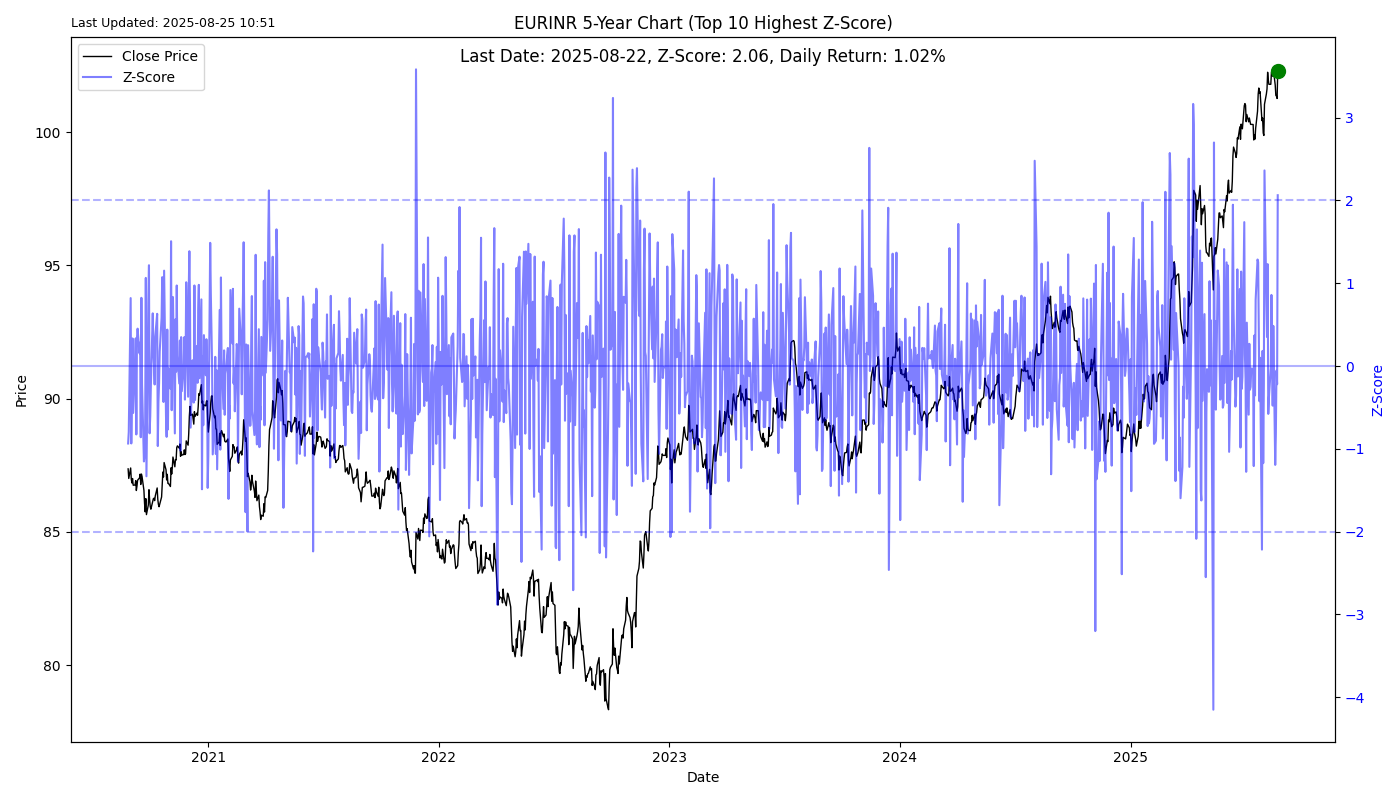 Last Updated: 2025-08-25 10:51
EURINR 5-Year Chart (Top 10 Highest Z-Score)
Last Date: 2025-08-22, Z-Score: 2.06, Daily Return: 1.02%
Close Price
Z-Score
100
95
90
85
80
Price
3
2
1
0
−1
−2
−3
−4
Z-Score
2021
2022
2023
2024
2025
Date